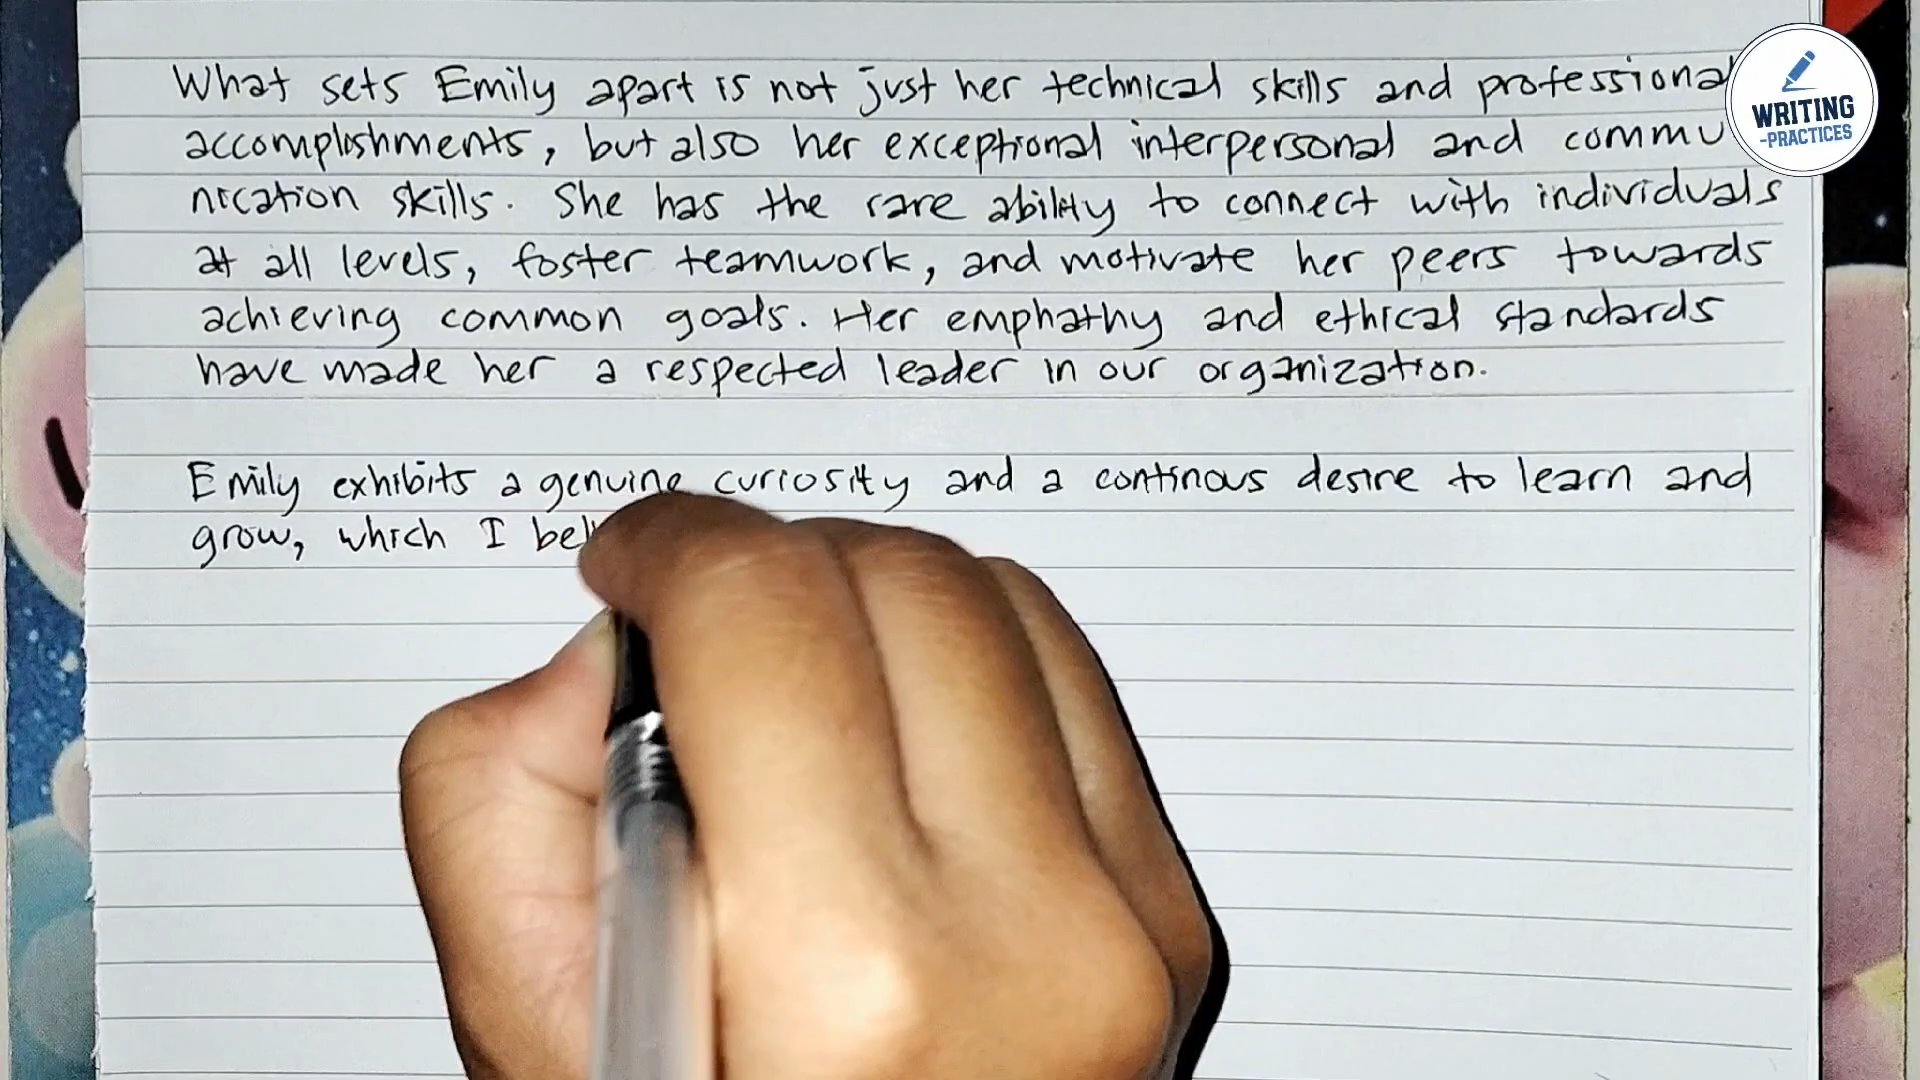 What sets Emily apart is not just her technical skills and professional
accomplishments, but also her exceptional interpersonal and commu
nication skills. She has the rare ability to connect with individuals
at all levels, foster teamwork, and motivate her peers towards
achieving common goals. Her emphathy and ethical standards
have made her a respected leader in our organization.
Emily exhibits a genuine curiosity and a continous desire to learn and
grow, which I bel
WRITING
-PRACTICES